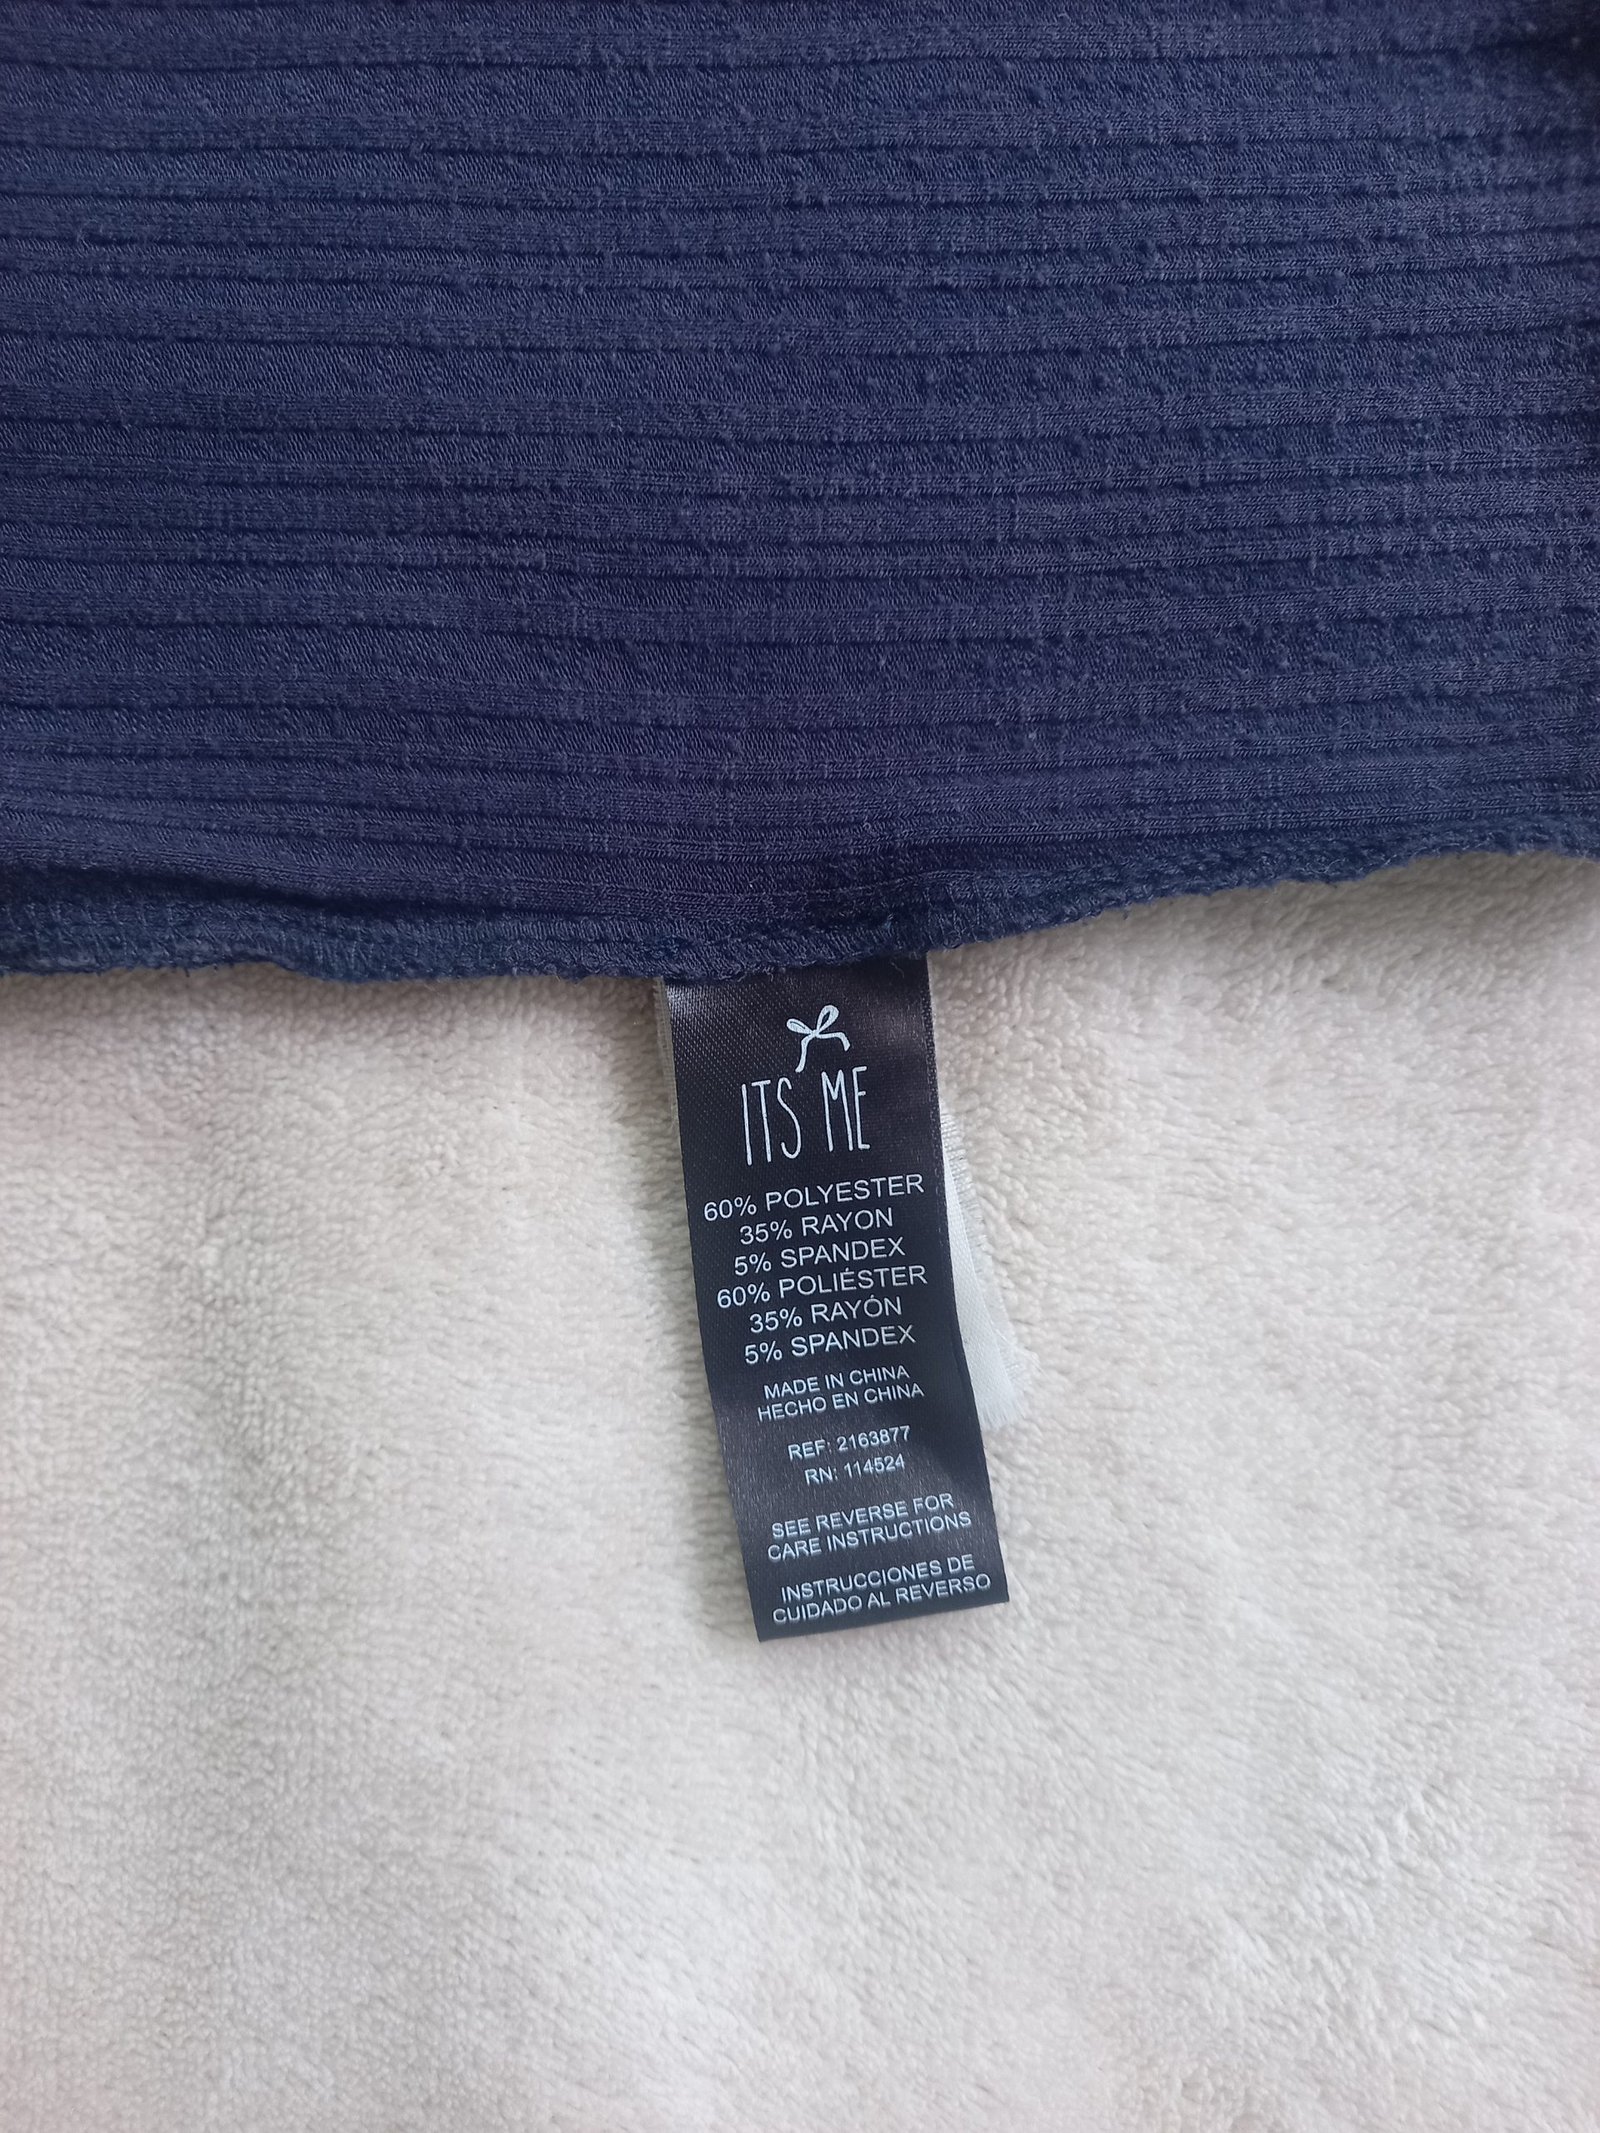 ITS ME
60% POLYESTER
35% RAYON
5% SPANDEX
60% POLIÉSTER
35% RAYÓN
5% SPANDEX
MADE IN CHINA
HECHO EN CHINA
REF: 2163877
RN: 114524
SEE REVERSE FOR
CARE INSTRUCTIONS
INSTRUCCIONES DE
CUIDADO AL REVERSO